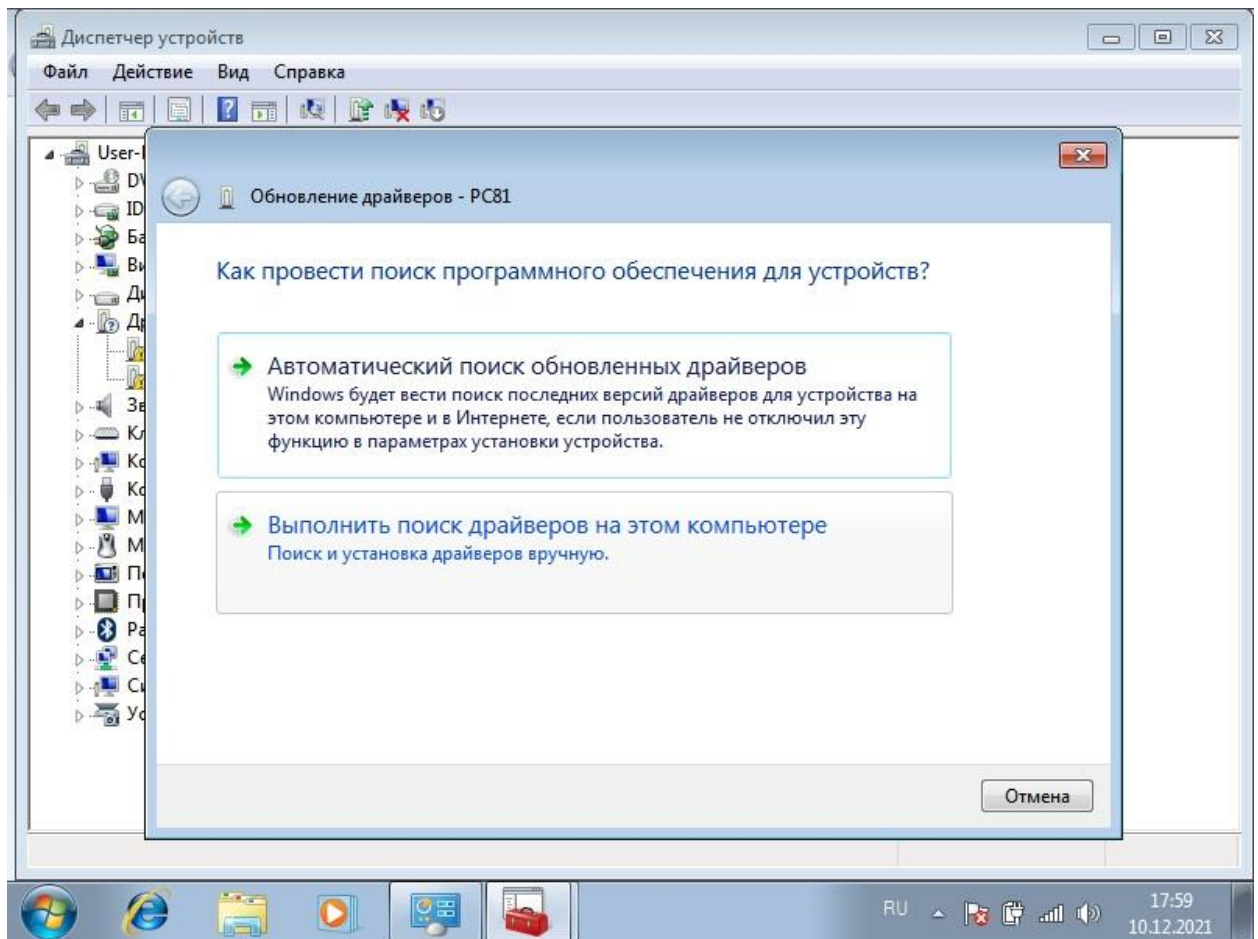 Диспетчер устройств
Файл Действие Вид Справка
User-
Обновление драйверов - PC81
Как провести поиск программного обеспечения для устройств?
Автоматический поиск обновленных драйверов
Windows будет вести поиск последних версий драйверов для устройства на
этом компьютере и в Интернете, если пользователь не отключил эту
функцию в параметрах установки устройства.
Выполнить поиск драйверов на этом компьютере
Поиск и установка драйверов вручную.
Отмена
RU
17:59
10.12.2021